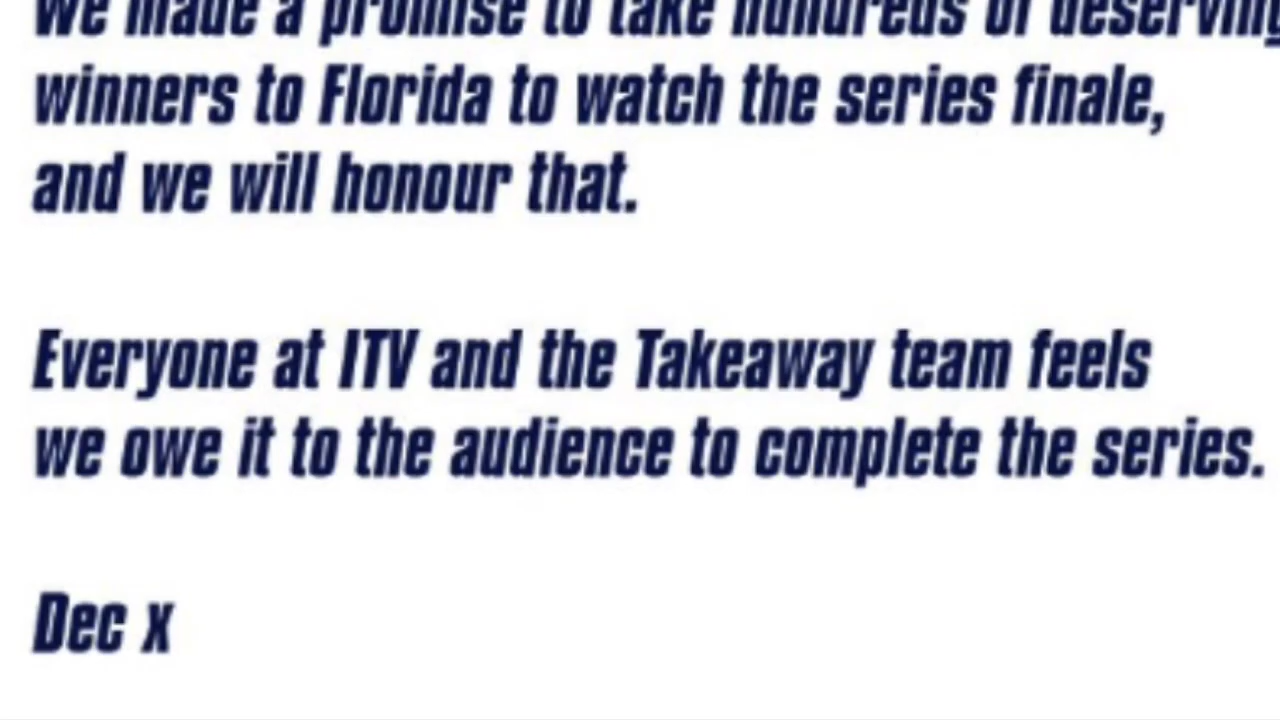 We made a promise to take hundreds of deserving
winners to Florida to watch the series finale,
and we will honour that.
Everyone at ITV and the Takeaway team feels
we owe it to the audience to complete the series.
Dec x